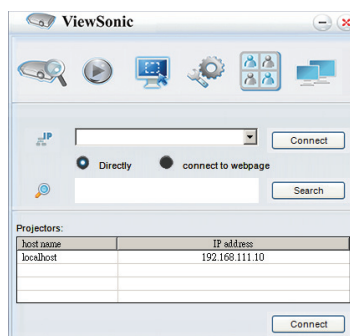 ViewSonic
IP
Connect
Directly connect to webpage
Search
Projectors:
host name IP address
localhost 192.168.111.10
Connect